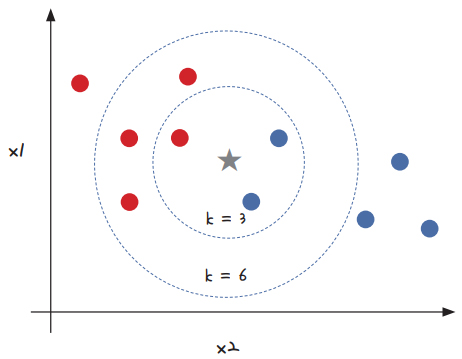 x1
k = 3
k = 6
x2